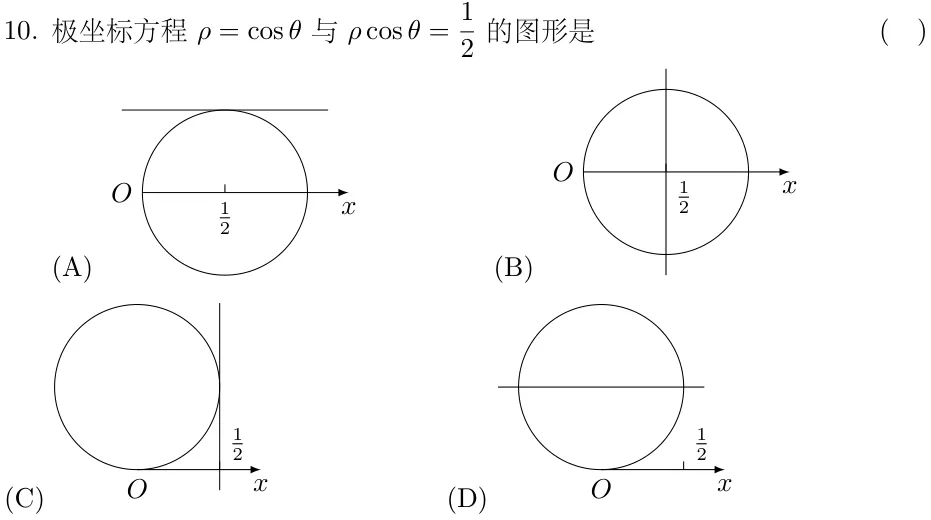 10. 极坐标方程 ρ = cos θ 与 ρ cos θ = 1/2 的图形是 ( )
O 1/2 x
(A)
O 1/2 x
(B)
1/2
O x
(C)
1/2
O x
(D)